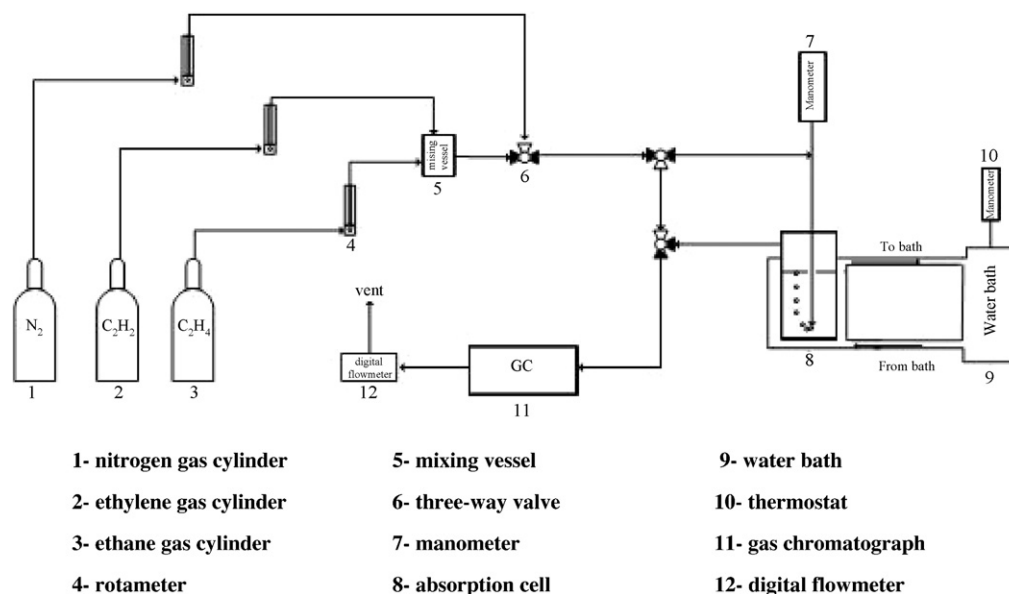 7
Manometer
10
Manometer
mixing vessel
5
6
4
To bath
Water bath
vent
N2
C2H2
C2H4
digital flowmeter
GC
8
From bath
1
2
3
12
11
9
1- nitrogen gas cylinder
5- mixing vessel
9- water bath
2- ethylene gas cylinder
6- three-way valve
10- thermostat
3- ethane gas cylinder
7- manometer
11- gas chromatograph
4- rotameter
8- absorption cell
12- digital flowmeter